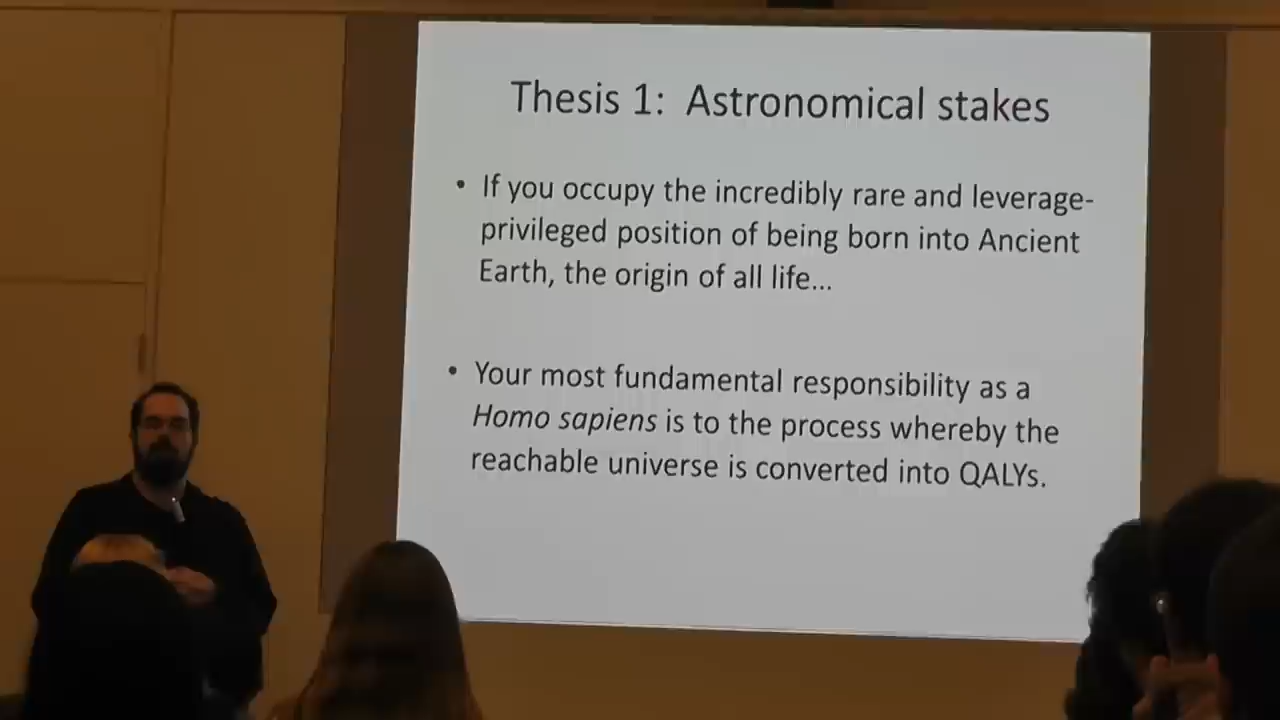 Thesis 1: Astronomical stakes
• If you occupy the incredibly rare and leverage-
privileged position of being born into Ancient
Earth, the origin of all life...
• Your most fundamental responsibility as a
Homo sapiens is to the process whereby the
reachable universe is converted into QALYs.